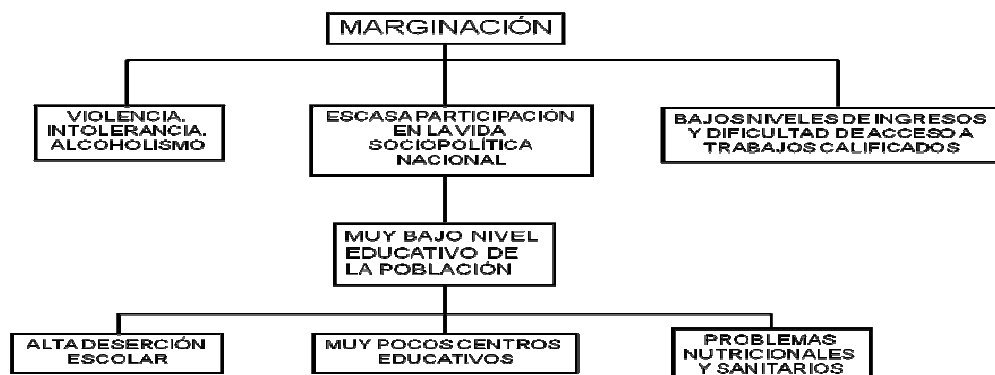 MARGINACIÓN
VIOLENCIA.
INTOLERANCIA.
ALCOHOLISMO
ESCASA PARTICIPACIÓN
EN LA VIDA
SOCIOPOLÍTICA
NACIONAL
BAJOS NIVELES DE INGRESOS
Y DIFICULTAD DE ACCESO A
TRABAJOS CALIFICADOS
MUY BAJO NIVEL
EDUCATIVO DE
LA POBLACIÓN
ALTA DESERCIÓN
ESCOLAR
MUY POCOS CENTROS
EDUCATIVOS
PROBLEMAS
NUTRICIONALES
Y SANITARIOS